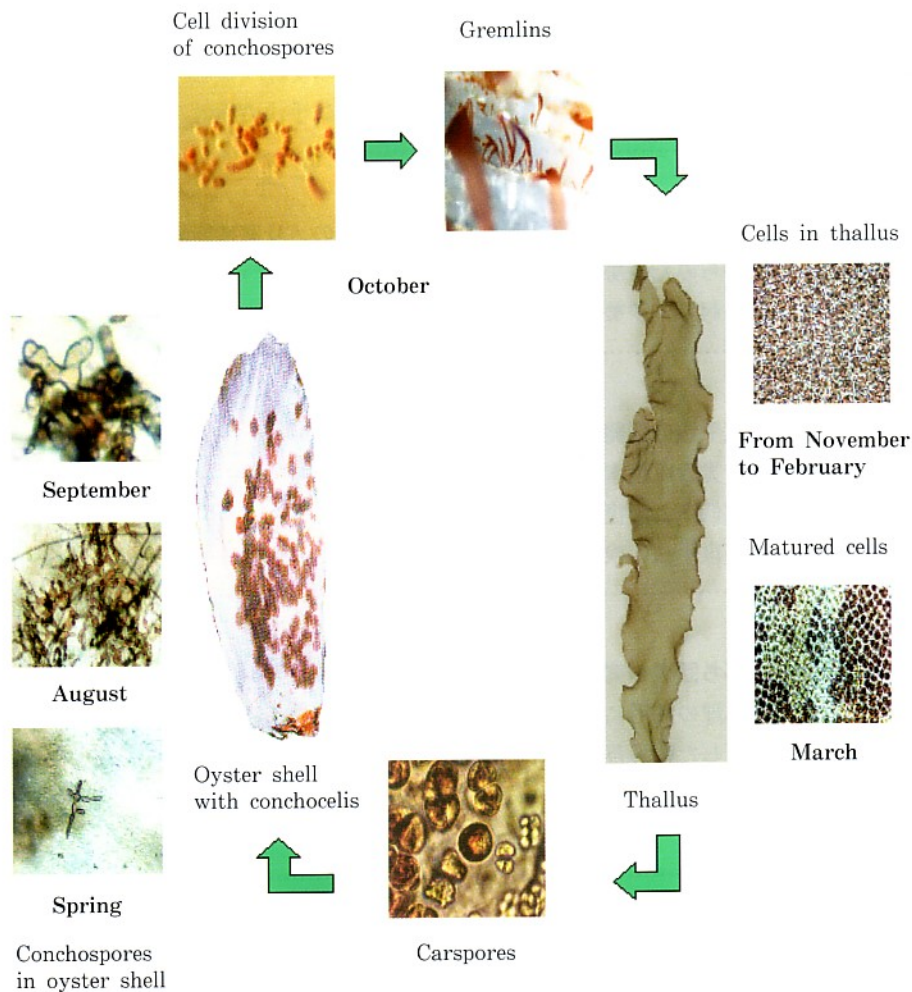 Cell division
of conchospores
Gremlins
Cells in thallus
October
From November
to February
September
Matured cells
August
March
Oyster shell
with conchocelis
Thallus
Spring
Carspores
Conchospores
in oyster shell